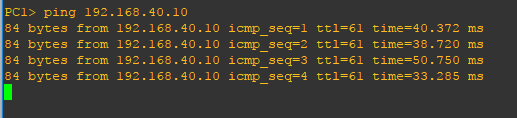 PC1> ping 192.168.40.10
84 bytes from 192.168.40.10 icmp_seq=1 ttl=61 time=40.372 ms
84 bytes from 192.168.40.10 icmp_seq=2 ttl=61 time=38.720 ms
84 bytes from 192.168.40.10 icmp_seq=3 ttl=61 time=50.750 ms
84 bytes from 192.168.40.10 icmp_seq=4 ttl=61 time=33.285 ms